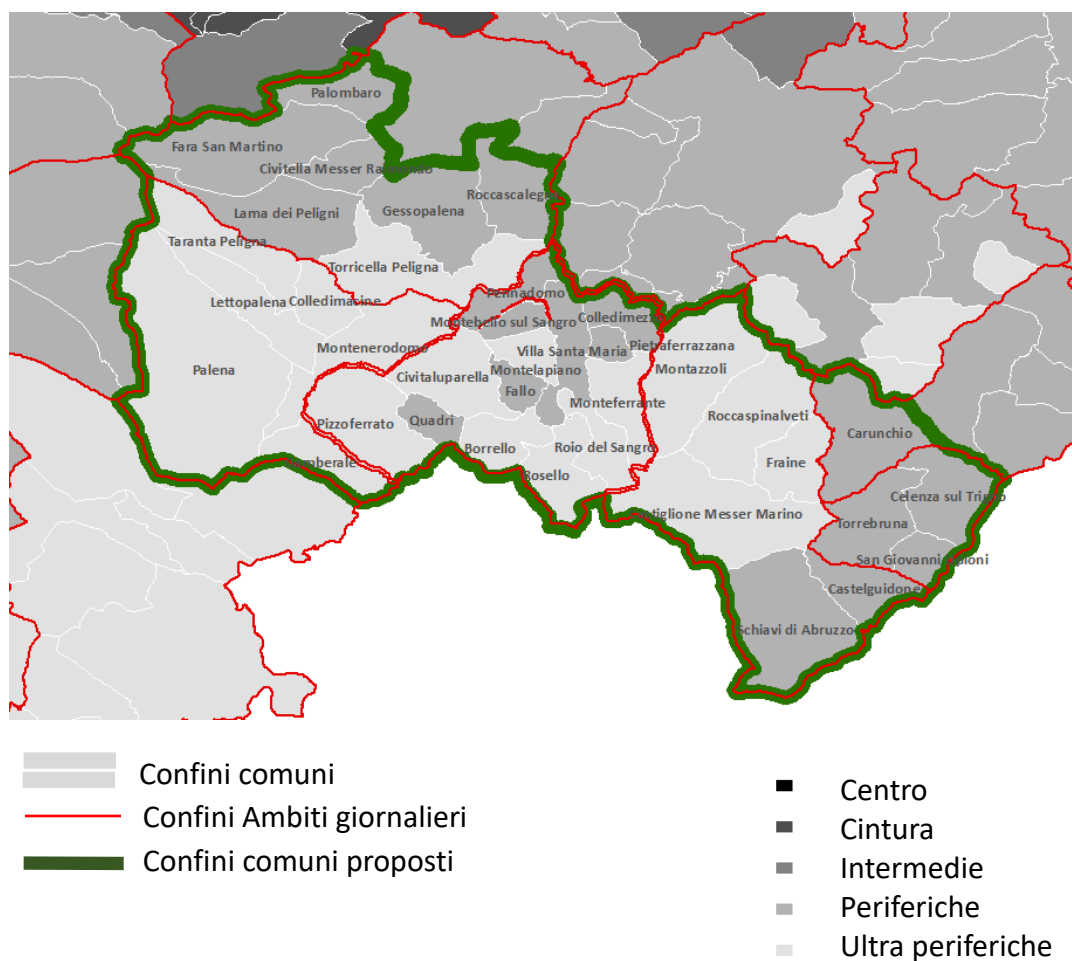 Palombaro
Fara San Martino
Civitella Messer Raimondo
Roccascalegna
Lama dei Peligni
Gessopalena
Taranta Peligna
Torricella Peligna
Lettopalena
Colledimacine
Pennadomo
Montebello sul Sangro
Colledimezzo
Montenerodomo
Villa Santa Maria
Pietraferrazzana
Palena
Civitaluparella
Montelapiano
Montazzoli
Fallo
Monteferrante
Pizzoferrato
Quadri
Roccaspinalveti
Borrello
Roio del Sangro
Carunchio
Gamberale
Rosello
Fraine
Celenza sul Trigno
Castiglione Messer Marino
Torrebruna
San Giovanni Lipioni
Castelguidone
Schiavi di Abruzzo
Confini comuni
Confini Ambiti giornalieri
Confini comuni proposti
Centro
Cintura
Intermedie
Periferiche
Ultra periferiche